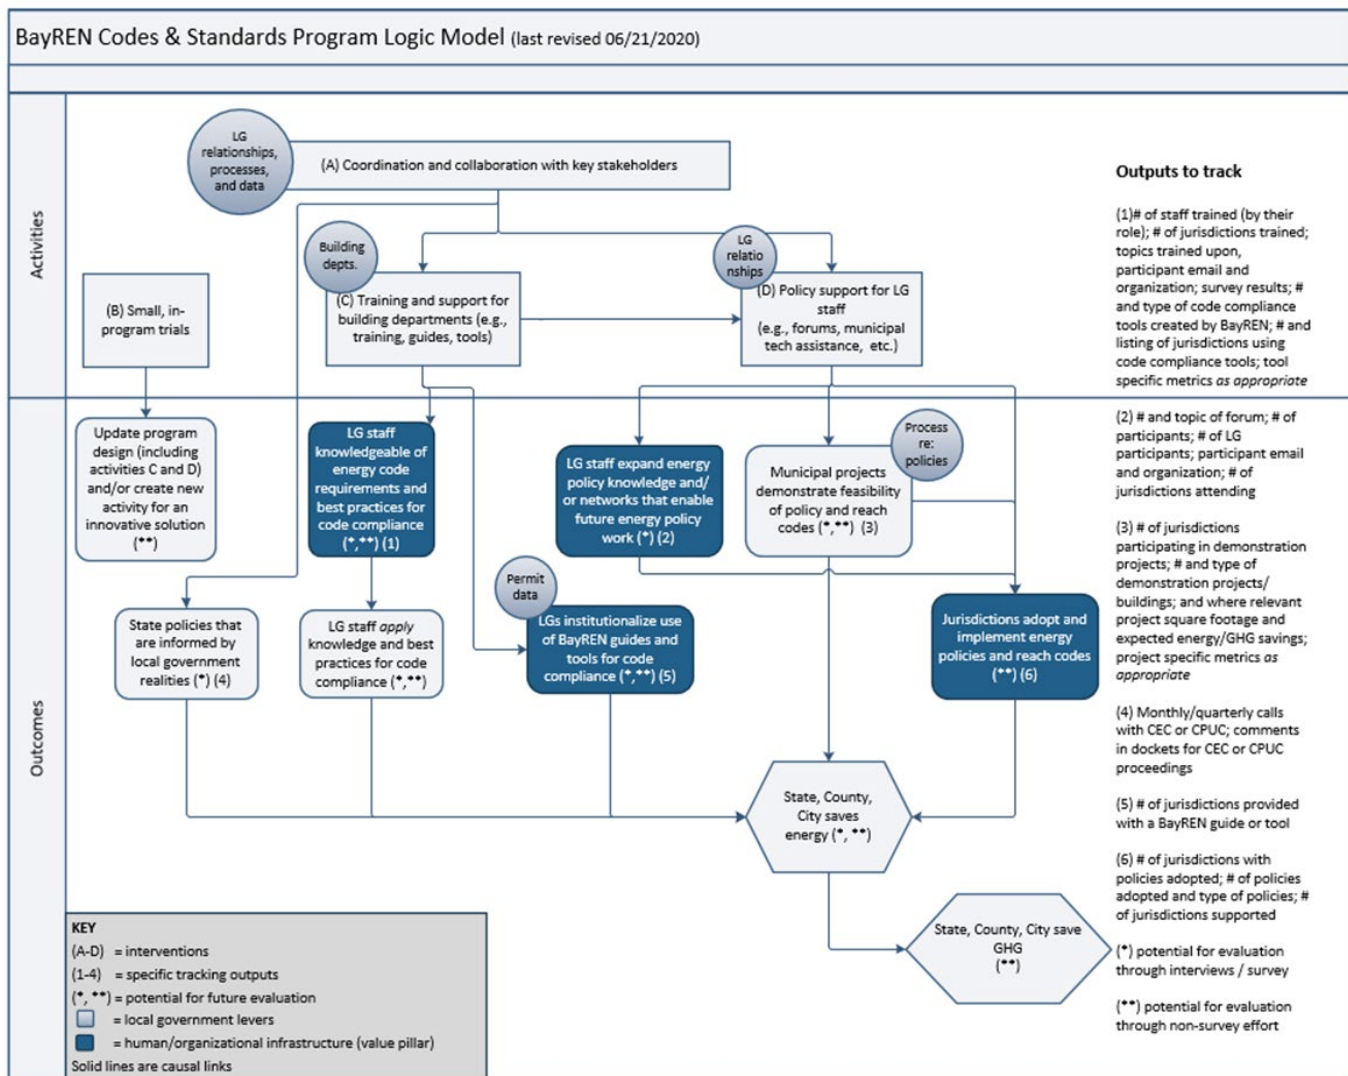 BayREN Codes & Standards Program Logic Model (last revised 06/21/2020)
Activities
LG
relationships,
processes,
and data
(A) Coordination and collaboration with key stakeholders
Building
depts.
LG
relatio
nships
(B) Small, in-
program trials
(C) Training and support for
building departments (e.g.,
training, guides, tools)
(D) Policy support for LG
staff
(e.g., forums, municipal
tech assistance, etc.)
Outcomes
Update program
design (including
activities C and D)
and/or create new
activity for an
innovative solution
(**)
LG staff
knowledgeable of
energy code
requirements and
best practices for
code compliance
(*,**) (1)
LG staff expand energy
policy knowledge and/
or networks that enable
future energy policy
work (*) (2)
Municipal projects
demonstrate feasibility
of policy and reach
codes (*,**) (3)
Process
re:
policies
State policies that
are informed by
local government
realities (*) (4)
LG staff apply
knowledge and best
practices for code
compliance (*,**)
Permit
data
LGs institutionalize use
of BayREN guides and
tools for code
compliance (*,**) (5)
Jurisdictions adopt and
implement energy
policies and reach codes
(**) (6)
State, County,
City saves
energy (*, **)
State, County, City save
GHG
(**)
KEY
(A-D) = interventions
(1-4) = specific tracking outputs
(*, **) = potential for future evaluation
= local government levers
= human/organizational infrastructure (value pillar)
Solid lines are causal links
Outputs to track
(1)# of staff trained (by their
role); # of jurisdictions trained;
topics trained upon,
participant email and
organization; survey results; #
and type of code compliance
tools created by BayREN; # and
listing of jurisdictions using
code compliance tools; tool
specific metrics as appropriate
(2) # and topic of forum; # of
participants; # of LG
participants; participant email
and organization; # of
jurisdictions attending
(3) # of jurisdictions
participating in demonstration
projects; # and type of
demonstration projects/
buildings; and where relevant
project square footage and
expected energy/GHG savings;
project specific metrics as
appropriate
(4) Monthly/quarterly calls
with CEC or CPUC; comments
in dockets for CEC or CPUC
proceedings
(5) # of jurisdictions provided
with a BayREN guide or tool
(6) # of jurisdictions with
policies adopted; # of policies
adopted and type of policies; #
of jurisdictions supported
(*) potential for evaluation
through interviews / survey
(**) potential for evaluation
through non-survey effort